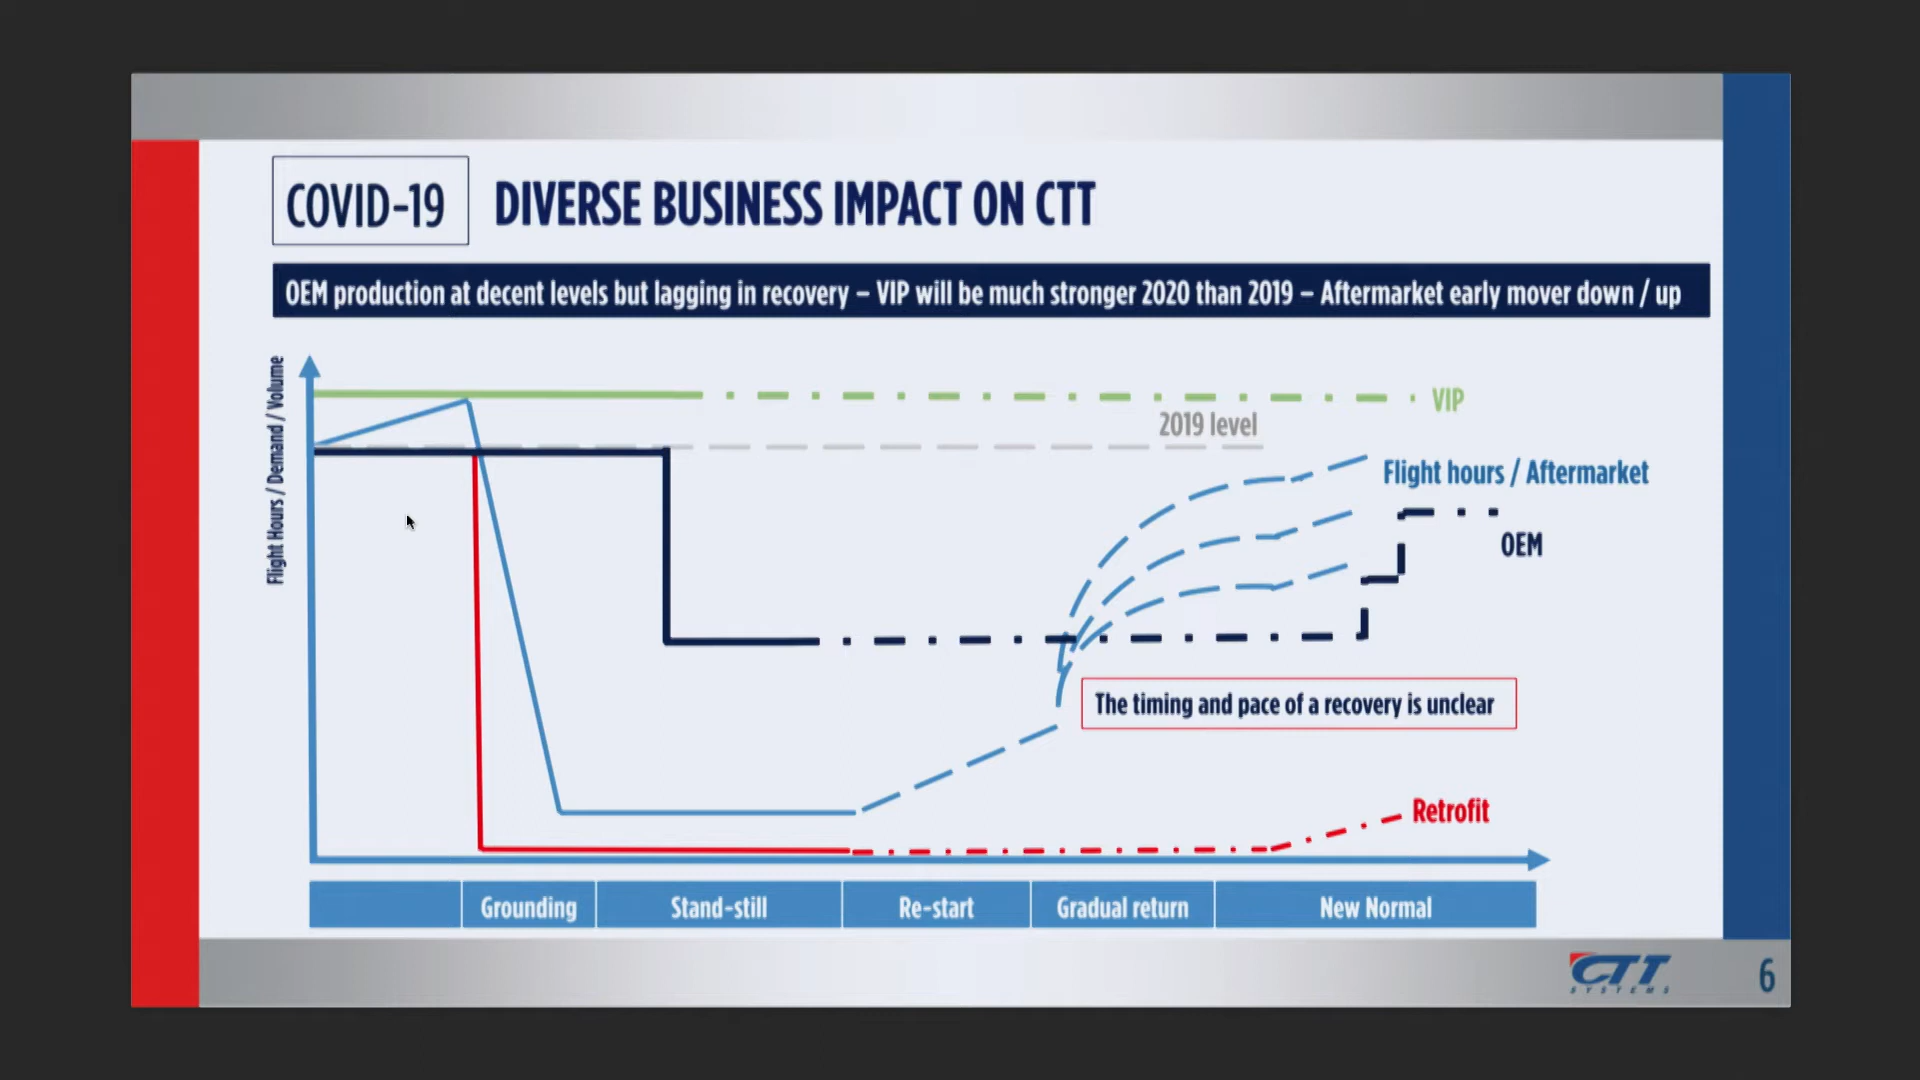 COVID-19
DIVERSE BUSINESS IMPACT ON CTT
OEM production at decent levels but lagging in recovery – VIP will be much stronger 2020 than 2019 – Aftermarket early mover down / up
Flight Hours / Demand / Volume
VIP
2019 level
Flight hours / Aftermarket
OEM
The timing and pace of a recovery is unclear
Retrofit
Grounding
Stand-still
Re-start
Gradual return
New Normal
CTT
SYSTEMS
6